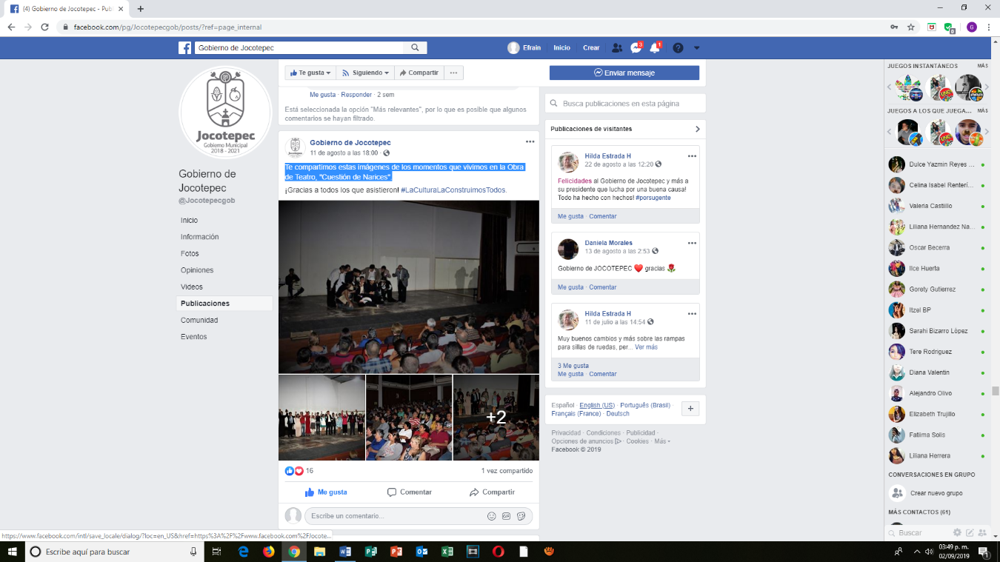 (4) Gobierno de Jocotepec - Pub
facebook.com/pg/Jocotepecgob/posts/?ref=page_internal
Gobierno de Jocotepec
Efrain
Inicio
Crear
3
1
Jocotepec
Gobierno Municipal
2018 - 2021
Gobierno de
Jocotepec
@Jocotepecgob
Inicio
Información
Fotos
Opiniones
Videos
Publicaciones
Comunidad
Eventos
Te gusta
Siguiendo
Compartir
Me gusta · Responder · 2 sem
Está seleccionada la opción "Más relevantes", por lo que es posible que algunos
comentarios se hayan filtrado.
Gobierno de Jocotepec
11 de agosto a las 18:00 ·
Te compartimos estas imágenes de los momentos que vivimos en la Obra
de Teatro, "Cuestión de Narices".
¡Gracias a todos los que asistieron! #LaCulturaLaConstruimosTodos.
+2
16
1 vez compartido
Me gusta
Comentar
Compartir
Escribe un comentario...
GIF
Enviar mensaje
Busca publicaciones en esta página
Publicaciones de visitantes
Hilda Estrada H
22 de agosto a las 12:20
Felicidades al Gobierno de Jocotepec y más a
su presidente que lucha por una buena causa!
Todo ha hecho con hechos! #porsugente
Me gusta · Comentar
Daniela Morales
13 de agosto a las 2:53
Gobierno de JOCOTEPEC ❤️ gracias 🌹
Me gusta · Comentar
Hilda Estrada H
11 de julio a las 14:54
Muy buenos cambios y más sobre las rampas
para sillas de ruedas, per... Ver más
3 Me gusta
Me gusta · Comentar
Español · English (US) · Português (Brasil) ·
Français (France) · Deutsch
Privacidad · Condiciones · Publicidad ·
Opciones de anuncios · Cookies · Más
Facebook © 2019
JUEGOS INSTANTÁNEOS MÁS
JUEGOS A LOS QUE JUEGA... MÁS
Dulce Yazmin Reyes ...
Celina Isabel Renterí...
Valeria Castillo
Liliana Hernandez Na...
Oscar Becerra
Ilce Huerta
Gorety Gutierrez
Itzel BP
Sarahi Bizarro López
Tere Rodriguez
Diana Valentin
Alejandro Olivo
Elizabeth Trujillo
Fatiima Solis
Liliana Herrera
CONVERSACIONES EN GRUPO
Crear nuevo grupo
MÁS CONTACTOS (61)
Buscar
https://www.facebook.com/intl/save_locale/dialog/?loc=en_US&href=https%3A%2F%2Fwww.facebook.com%2FJocote...
Escribe aquí para buscar
03:49 p. m.
02/09/2019
1